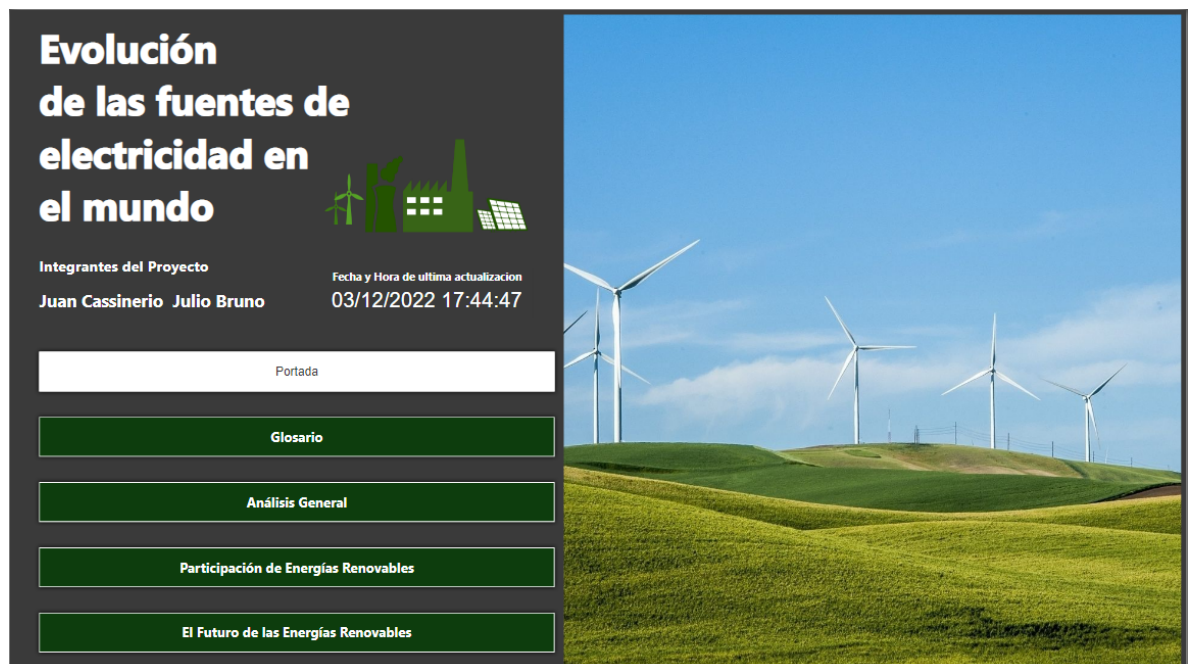 Evolución
de las fuentes de
electricidad en
el mundo
Integrantes del Proyecto
Juan Cassinerio Julio Bruno
Fecha y Hora de ultima actualizacion
03/12/2022 17:44:47
Portada
Glosario
Análisis General
Participación de Energías Renovables
El Futuro de las Energías Renovables